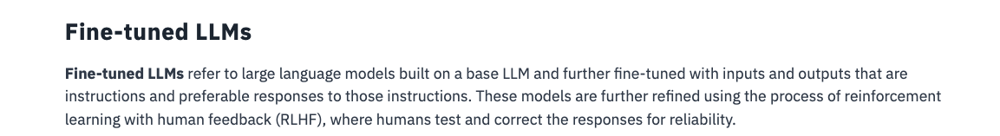 Fine-tuned LLMs
Fine-tuned LLMs refer to large language models built on a base LLM and further fine-tuned with inputs and outputs that are
instructions and preferable responses to those instructions. These models are further refined using the process of reinforcement
learning with human feedback (RLHF), where humans test and correct the responses for reliability.